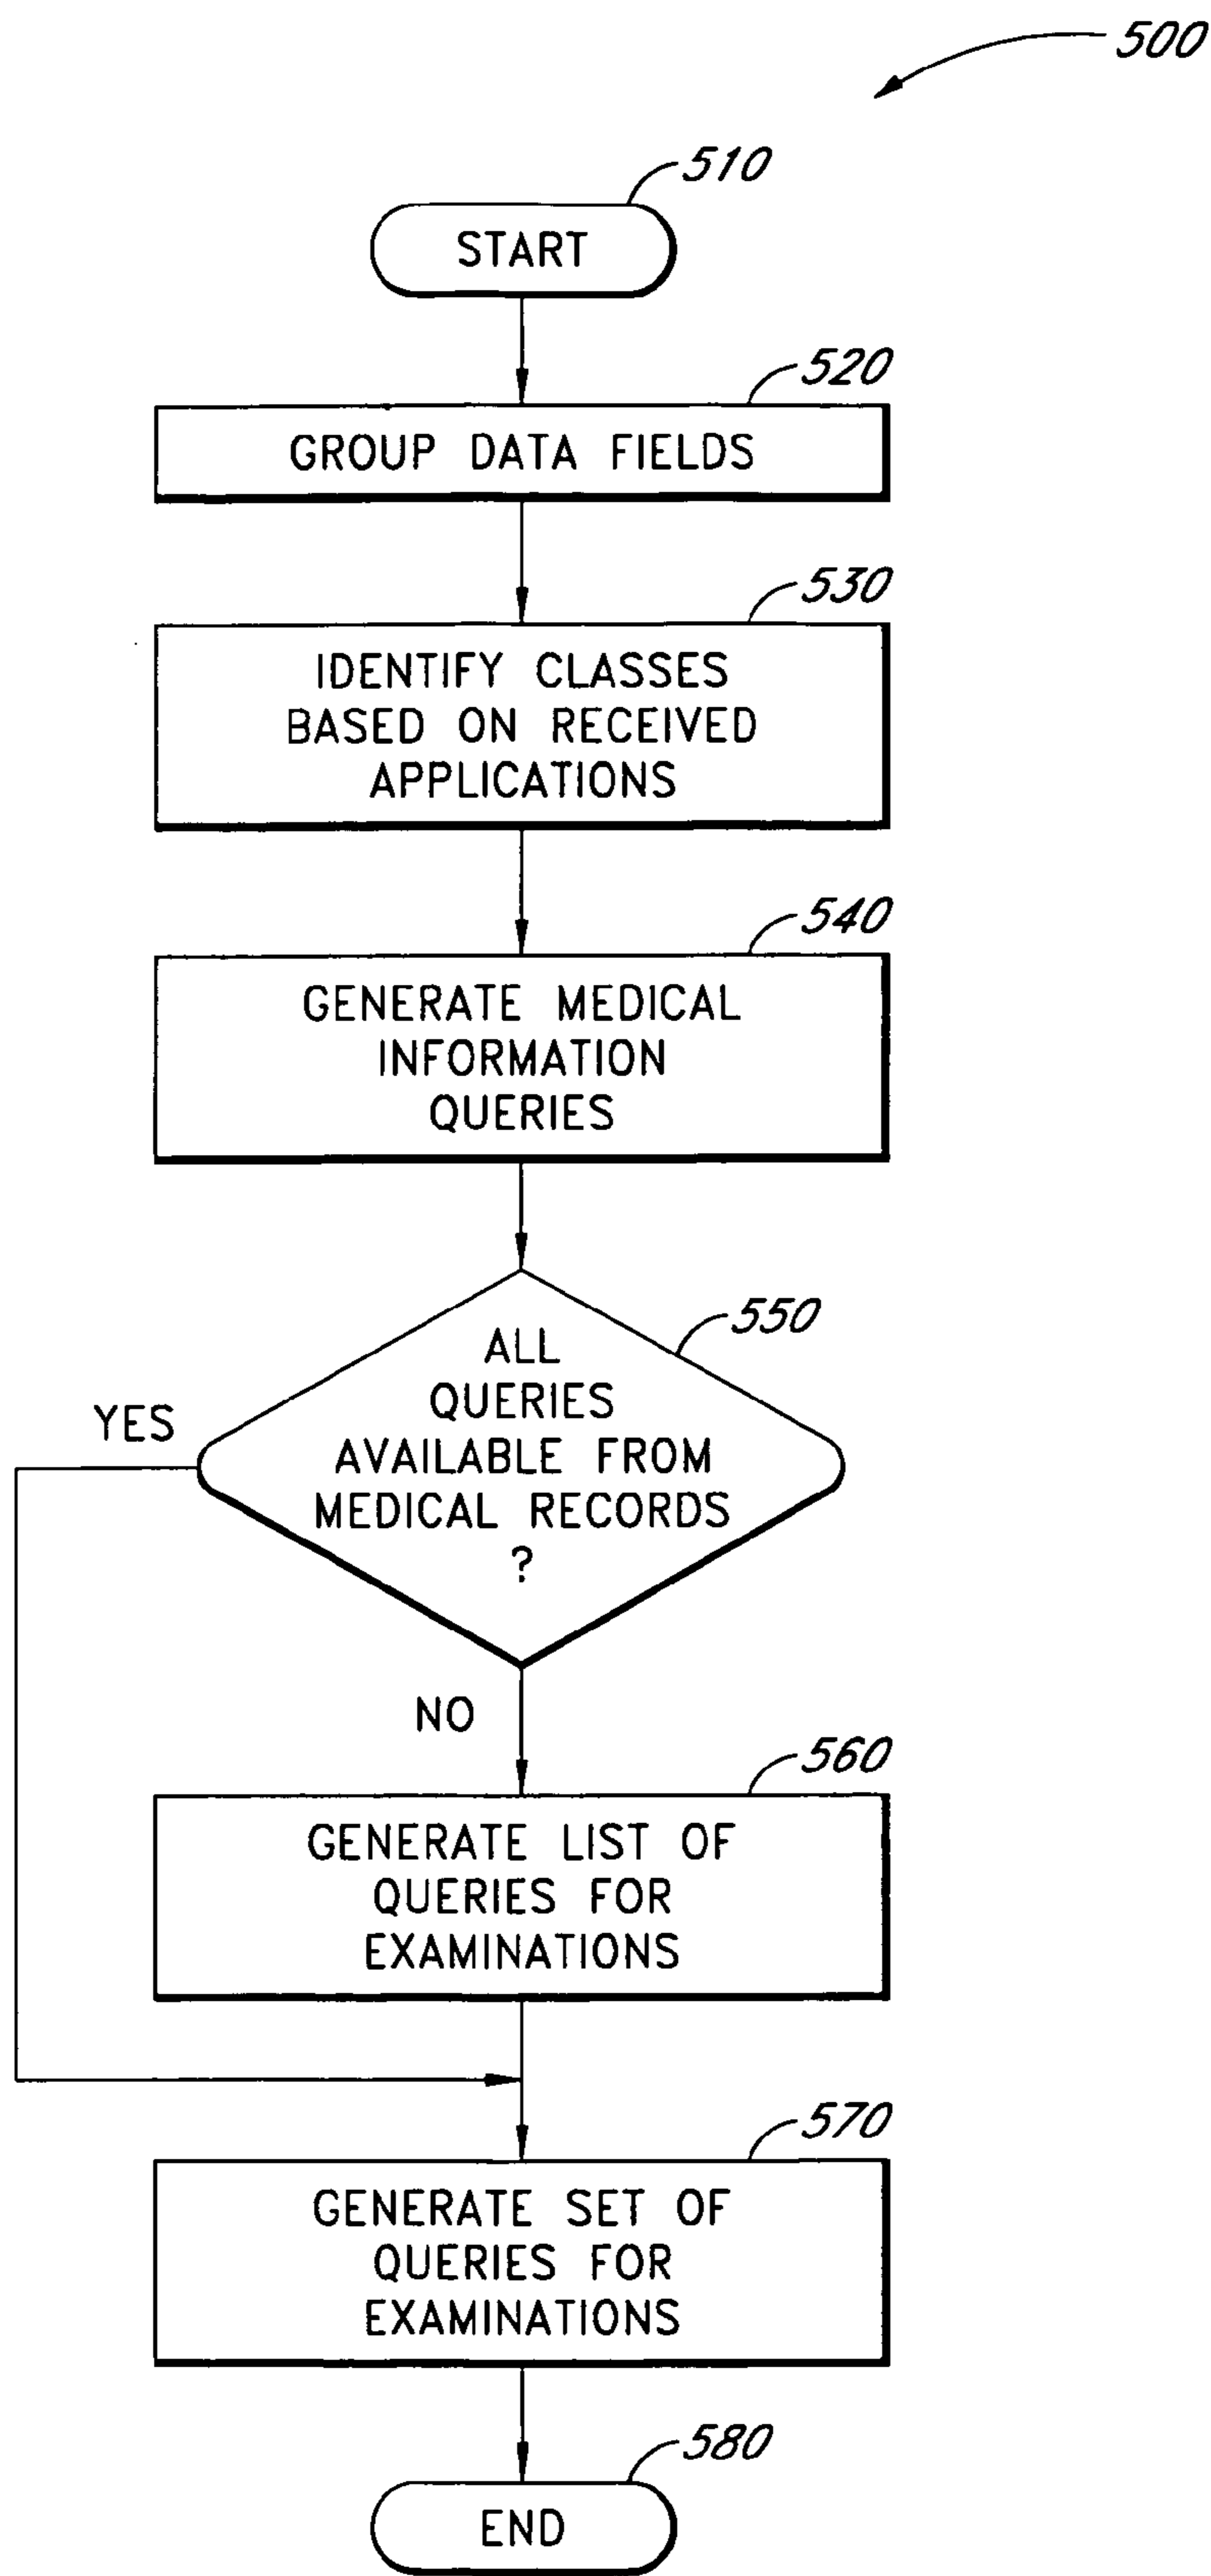 500
510
START
520
GROUP DATA FIELDS
530
IDENTIFY CLASSES
BASED ON RECEIVED
APPLICATIONS
540
GENERATE MEDICAL
INFORMATION
QUERIES
550
ALL
QUERIES
AVAILABLE FROM
MEDICAL RECORDS
?
YES
NO
560
GENERATE LIST OF
QUERIES FOR
EXAMINATIONS
570
GENERATE SET OF
QUERIES FOR
EXAMINATIONS
580
END